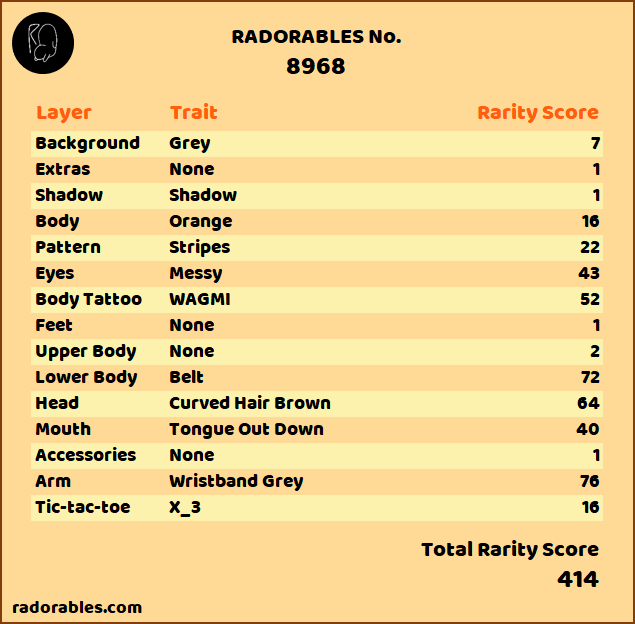 RADORABLES No.
8968
Layer Trait Rarity Score
Background Grey 7
Extras None 1
Shadow Shadow 1
Body Orange 16
Pattern Stripes 22
Eyes Messy 43
Body Tattoo WAGMI 52
Feet None 1
Upper Body None 2
Lower Body Belt 72
Head Curved Hair Brown 64
Mouth Tongue Out Down 40
Accessories None 1
Arm Wristband Grey 76
Tic-tac-toe X_3 16
Total Rarity Score
414
radorables.com